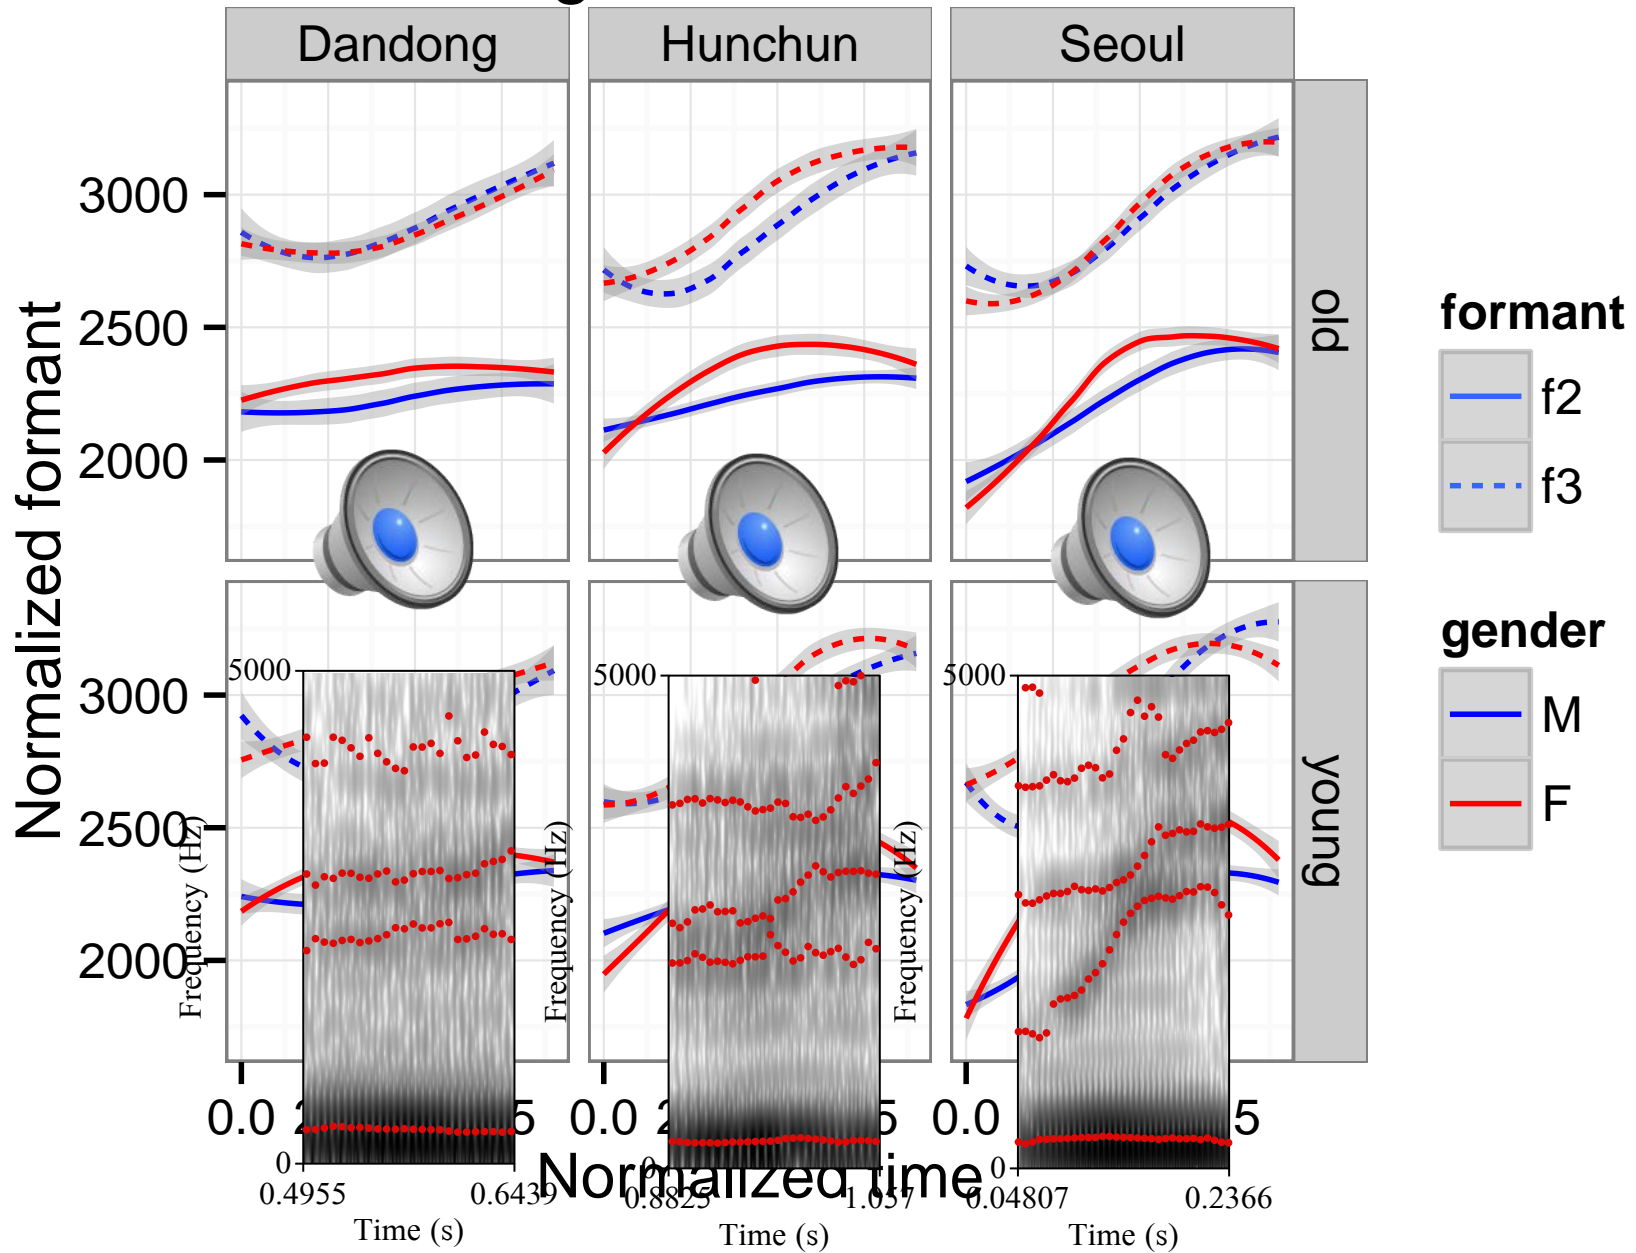 Dandong Hunchun Seoul
3000
2500
2000
old
Normalized formant
formant
f2
f3
gender
M
F
3000
2500
2000
young
5000 5000 5000
Frequency (Hz) Frequency (Hz) Frequency (Hz)
0.0 5 0.0 5 0.0 5
0 0 0
Normalized time
0.4955 0.6439 0.8825 1.057 0.04807 0.2366
Time (s) Time (s) Time (s)